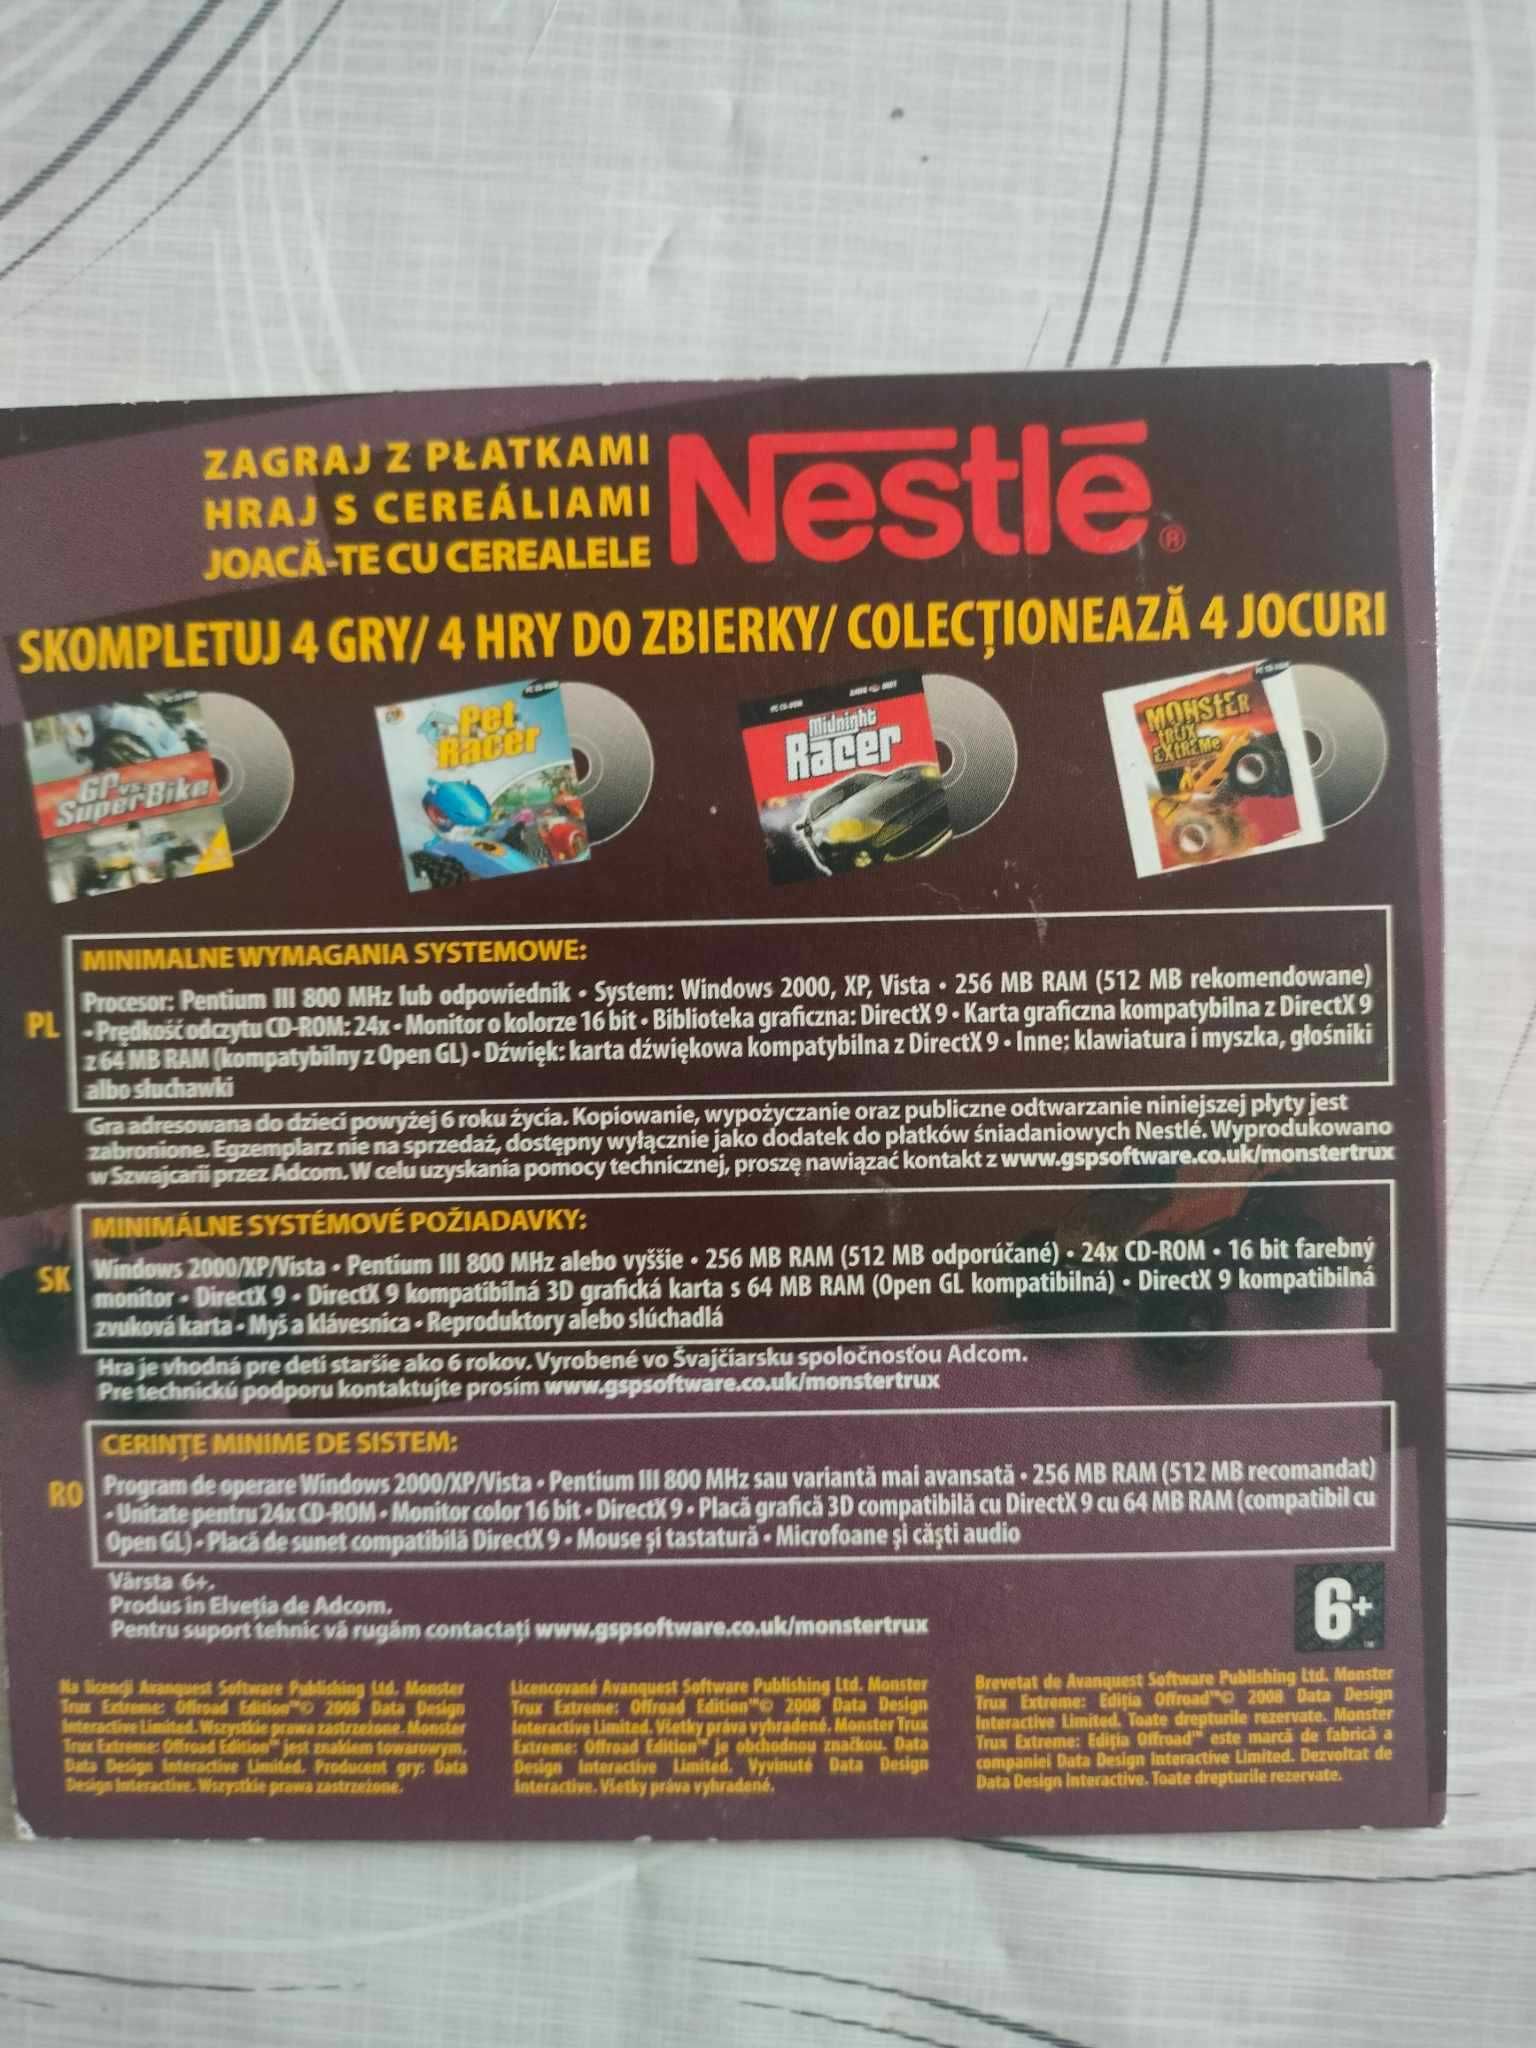 ZAGRAJ Z PŁATKAMI
HRAJ S CEREÁLIAMI
JOACĂ-TE CU CEREALELE
Nestlé®
SKOMPLETUJ 4 GRY/ 4 HRY DO ZBIERKY/ COLECȚIONEAZĂ 4 JOCURI
PC CD-ROM
GP vs. SuperBike
PC CD-ROM
Pet Racer
PC CD-ROM
Midnight Racer
PC CD-ROM
MONSTER TRUX EXTREME
PL
MINIMALNE WYMAGANIA SYSTEMOWE:
Procesor: Pentium III 800 MHz lub odpowiednik • System: Windows 2000, XP, Vista • 256 MB RAM (512 MB rekomendowane)
• Prędkość odczytu CD-ROM: 24x • Monitor o kolorze 16 bit • Biblioteka graficzna: DirectX 9 • Karta graficzna kompatybilna z DirectX 9
z 64 MB RAM (kompatybilny z Open GL) • Dźwięk: karta dźwiękowa kompatybilna z DirectX 9 • Inne: klawiatura i myszka, głośniki
albo słuchawki
Gra adresowana do dzieci powyżej 6 roku życia. Kopiowanie, wypożyczanie oraz publiczne odtwarzanie niniejszej płyty jest
zabronione. Egzemplarz nie na sprzedaż, dostępny wyłącznie jako dodatek do płatków śniadaniowych Nestlé. Wyprodukowano
w Szwajcarii przez Adcom. W celu uzyskania pomocy technicznej, proszę nawiązać kontakt z www.gspsoftware.co.uk/monstertrux
SK
MINIMÁLNE SYSTÉMOVÉ POŽIADAVKY:
Windows 2000/XP/Vista • Pentium III 800 MHz alebo vyššie • 256 MB RAM (512 MB odporúčané) • 24x CD-ROM • 16 bit farebný
monitor • DirectX 9 • DirectX 9 kompatibilná 3D grafická karta s 64 MB RAM (Open GL kompatibilná) • DirectX 9 kompatibilná
zvuková karta • Myš a klávesnica • Reproduktory alebo slúchadlá
Hra je vhodná pre deti staršie ako 6 rokov. Vyrobené vo Švajčiarsku spoločnosťou Adcom.
Pre technickú podporu kontaktujte prosím www.gspsoftware.co.uk/monstertrux
RO
CERINȚE MINIME DE SISTEM:
Program de operare Windows 2000/XP/Vista • Pentium III 800 MHz sau variantă mai avansată • 256 MB RAM (512 MB recomandat)
• Unitate pentru 24x CD-ROM • Monitor color 16 bit • DirectX 9 • Placă grafică 3D compatibilă cu DirectX 9 cu 64 MB RAM (compatibil cu
Open GL) • Placă de sunet compatibilă DirectX 9 • Mouse și tastatură • Microfoane și căști audio
Vârsta 6+.
Produs în Elveția de Adcom.
Pentru suport tehnic vă rugăm contactați www.gspsoftware.co.uk/monstertrux
6+
Na licencji Avanquest Software Publishing Ltd. Monster
Trux Extreme: Offroad Edition™© 2008 Data Design
Interactive Limited. Wszystkie prawa zastrzeżone. Monster
Trux Extreme: Offroad Edition™ jest znakiem towarowym.
Data Design Interactive Limited. Producent gry: Data
Design Interactive. Wszystkie prawa zastrzeżone.
Licencované Avanquest Software Publishing Ltd. Monster
Trux Extreme: Offroad Edition™© 2008 Data Design
Interactive Limited. Všetky práva vyhradené. Monster Trux
Extreme: Offroad Edition™ je obchodnou značkou. Data
Design Interactive Limited. Vyvinuté Data Design
Interactive. Všetky práva vyhradené.
Brevetat de Avanquest Software Publishing Ltd. Monster
Trux Extreme: Ediția Offroad™© 2008 Data Design
Interactive Limited. Toate drepturile rezervate. Monster
Trux Extreme: Ediția Offroad™ este marcă de fabrică a
companiei Data Design Interactive Limited. Dezvoltat de
Data Design Interactive. Toate drepturile rezervate.